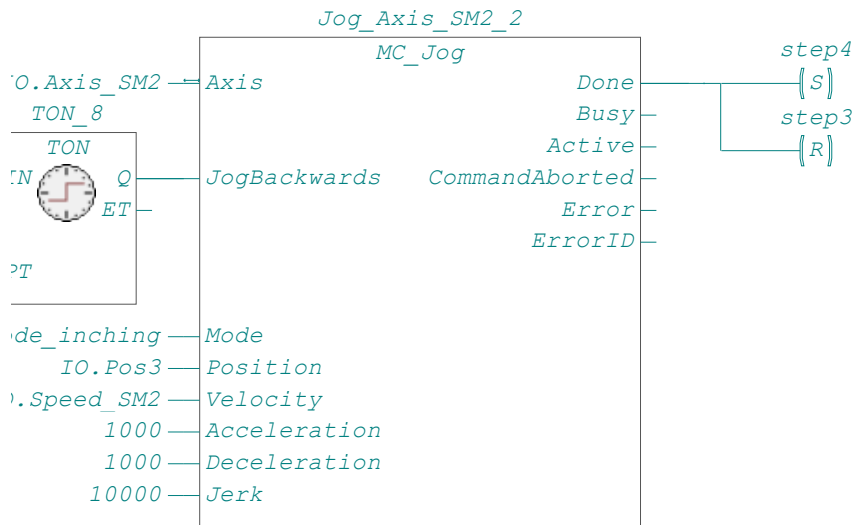 Jog_Axis_SM2_2
MC_Jog
step4
O.Axis_SM2 Axis Done (S)
TON_8 Busy step3
TON Active (R)
IN Q JogBackwards CommandAborted
ET Error
ErrorID
PT
de_inching Mode
IO.Pos3 Position
.Speed_SM2 Velocity
1000 Acceleration
1000 Deceleration
10000 Jerk